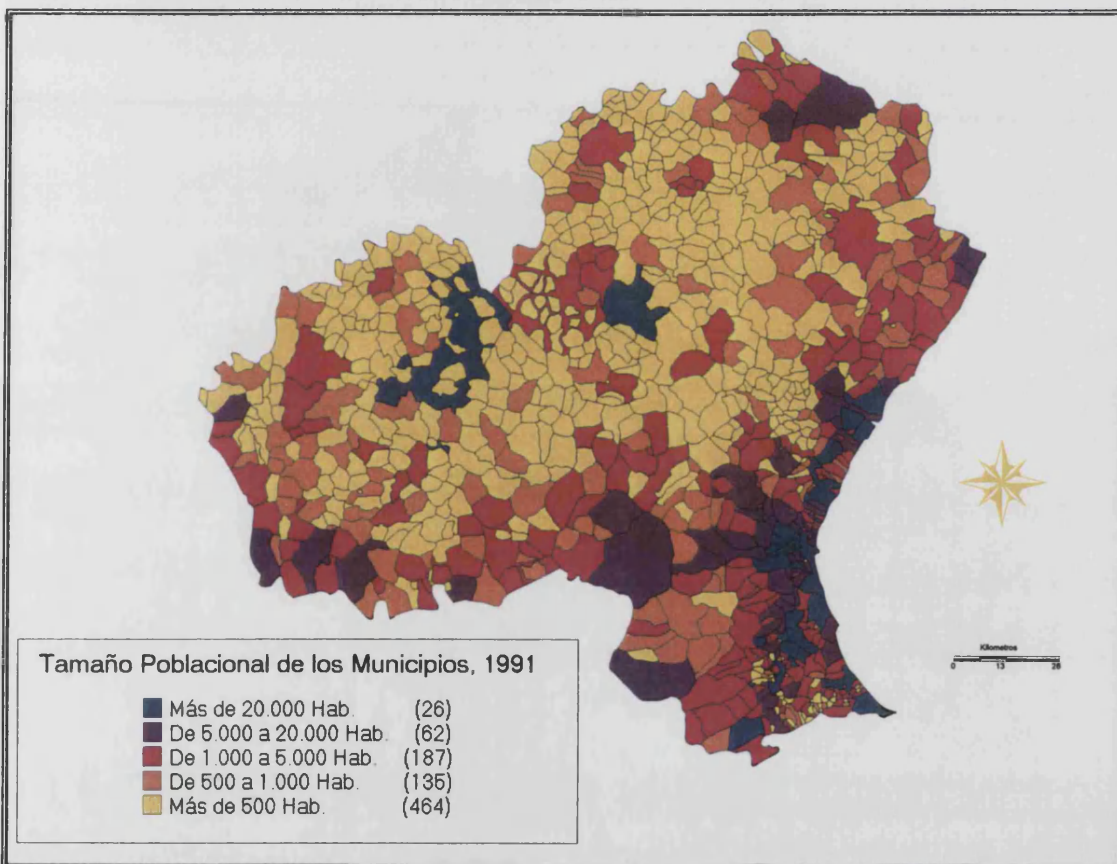 Kilometros
0 13 26
Tamaño Poblacional de los Municipios, 1991
Más de 20.000 Hab. (26)
De 5.000 a 20.000 Hab. (62)
De 1.000 a 5.000 Hab. (187)
De 500 a 1.000 Hab. (135)
Más de 500 Hab. (464)